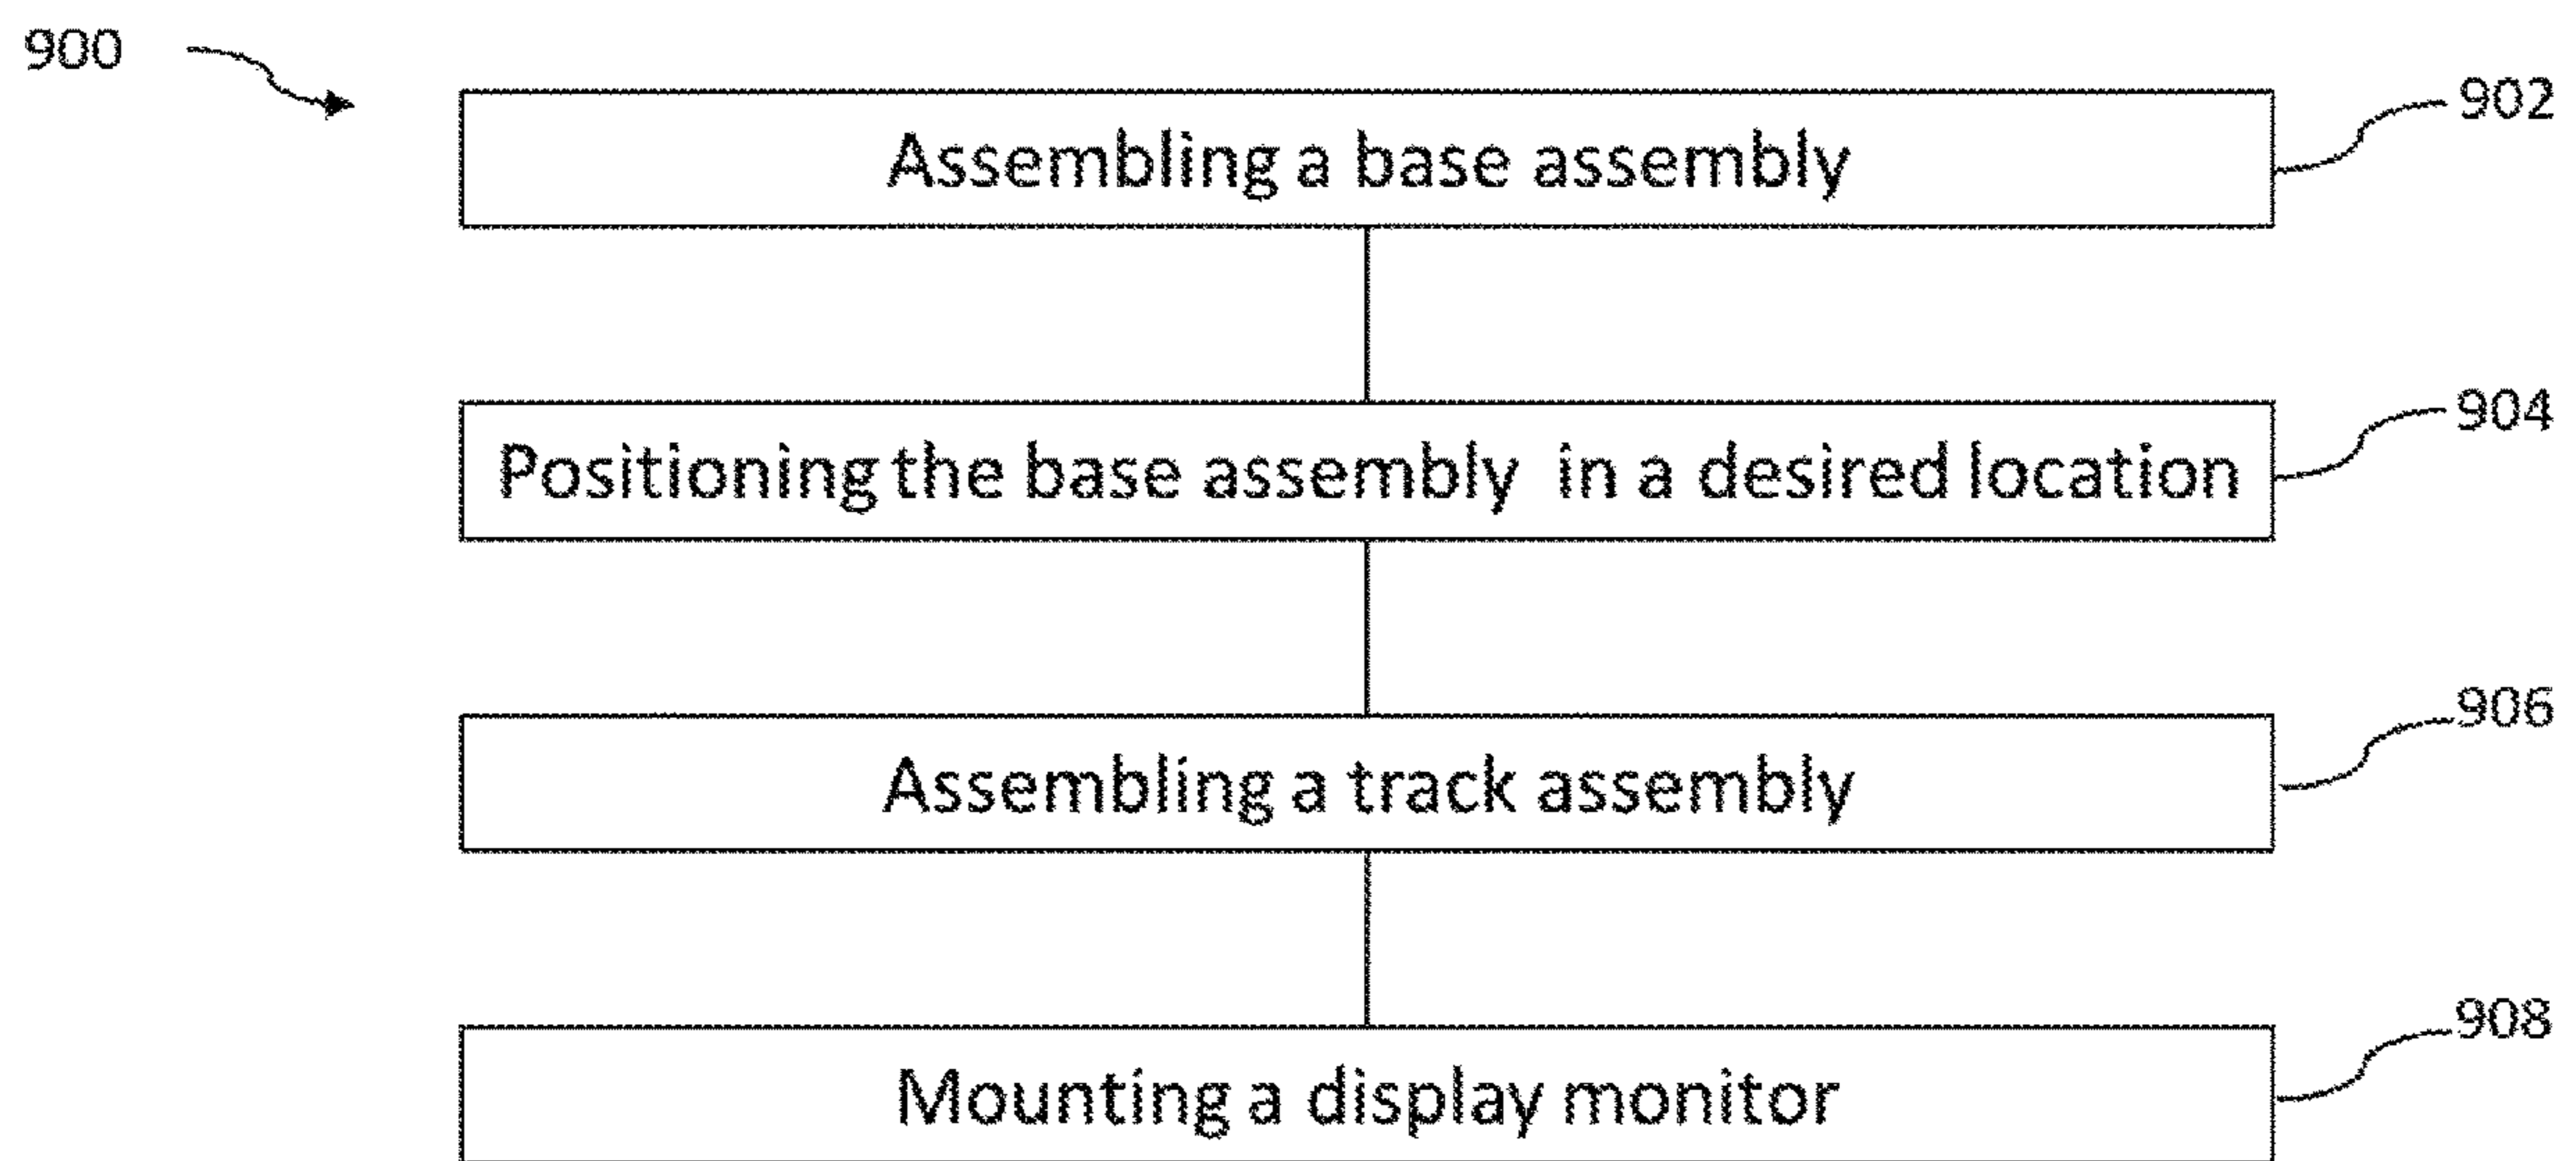 900
902
Assembling a base assembly
904
Positioning the base assembly in a desired location
906
Assembling a track assembly
908
Mounting a display monitor